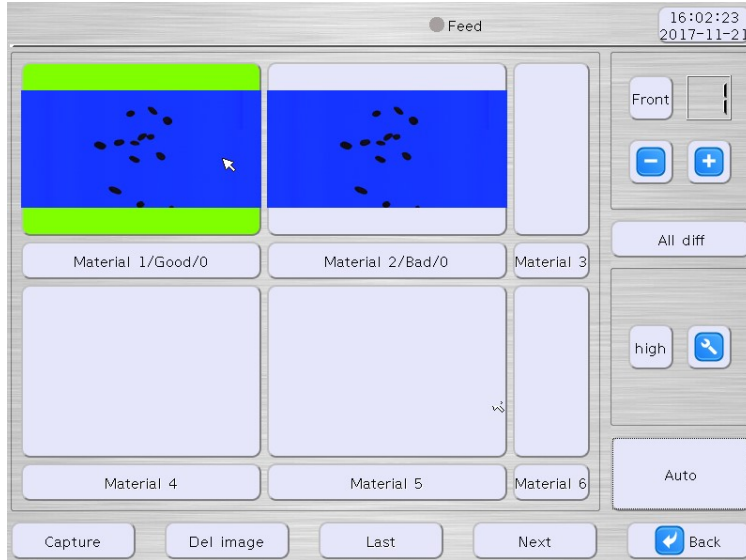 Feed
16:02:23
2017-11-21
Front
1
Material 1/Good/0
Material 2/Bad/0
Material 3
All diff
high
Material 4
Material 5
Material 6
Auto
Capture
Del image
Last
Next
Back